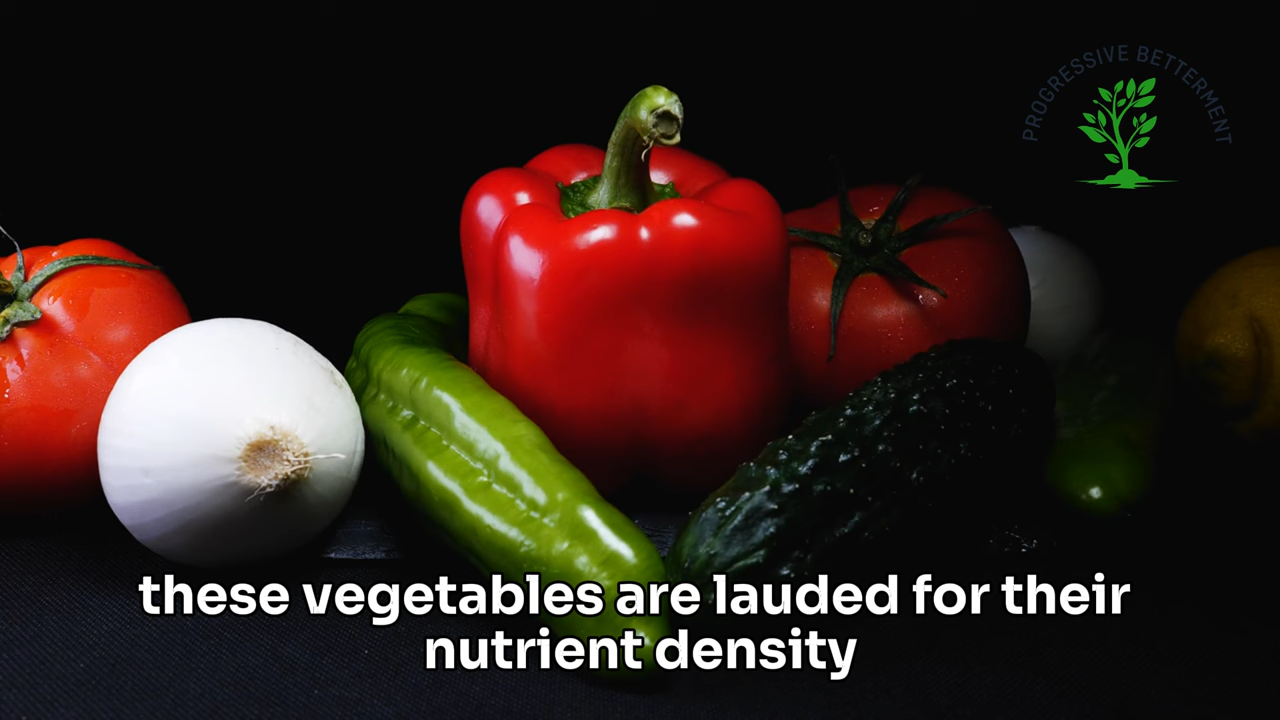 PROGRESSIVE BETTERMENT
these vegetables are lauded for their
nutrient density